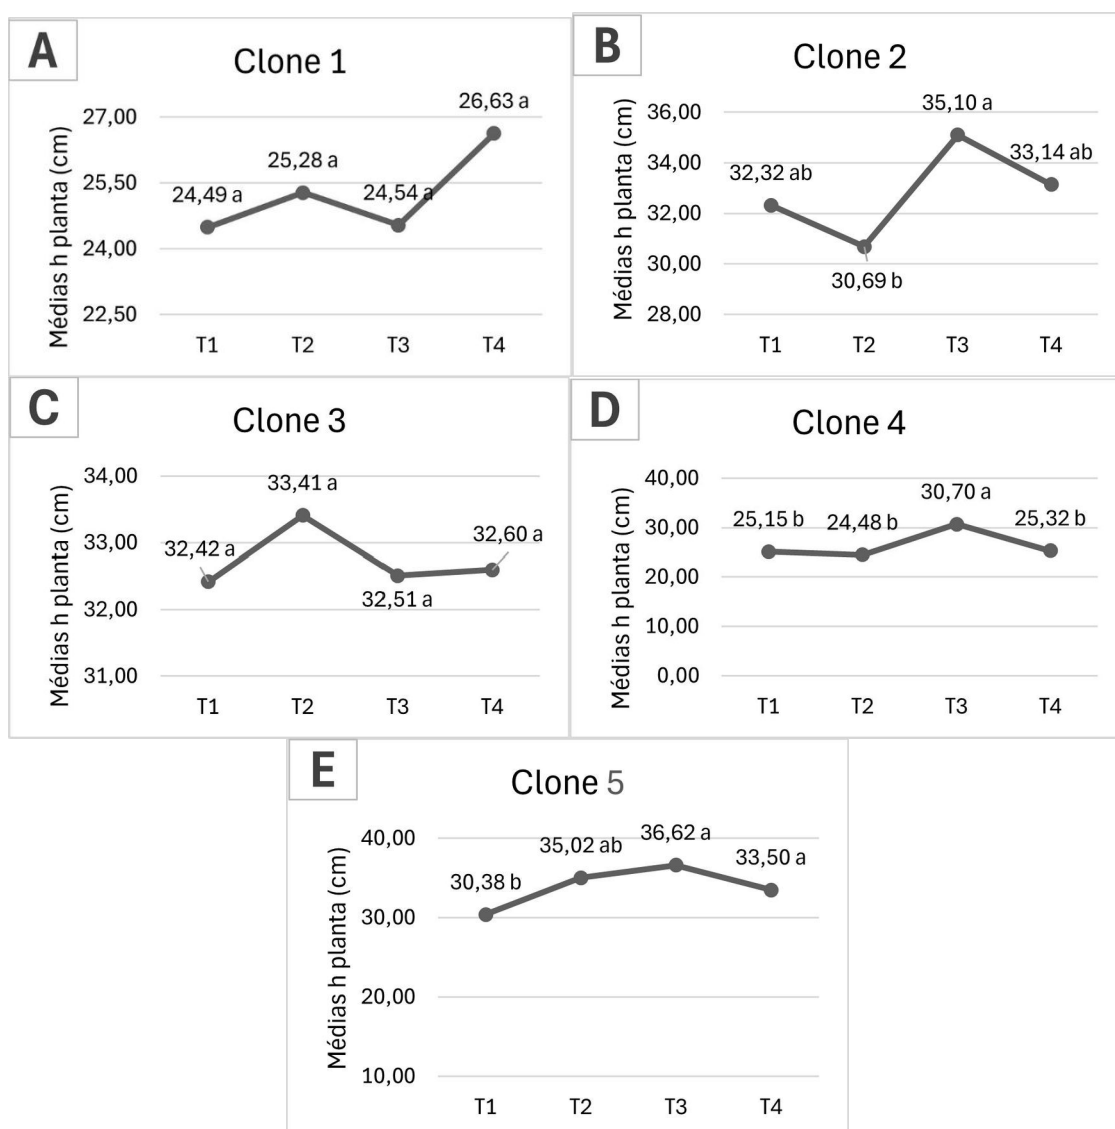 A
Clone 1
Médias h planta (cm)
27,00
25,50
24,00
22,50
24,49 a
25,28 a
24,54 a
26,63 a
T1 T2 T3 T4
B
Clone 2
Médias h planta (cm)
36,00
34,00
32,00
30,00
28,00
32,32 ab
30,69 b
35,10 a
33,14 ab
T1 T2 T3 T4
C
Clone 3
Médias h planta (cm)
34,00
33,00
32,00
31,00
32,42 a
33,41 a
32,51 a
32,60 a
T1 T2 T3 T4
D
Clone 4
Médias h planta (cm)
40,00
30,00
20,00
10,00
0,00
25,15 b
24,48 b
30,70 a
25,32 b
T1 T2 T3 T4
E
Clone 5
Médias h planta (cm)
40,00
30,00
20,00
10,00
30,38 b
35,02 ab
36,62 a
33,50 a
T1 T2 T3 T4